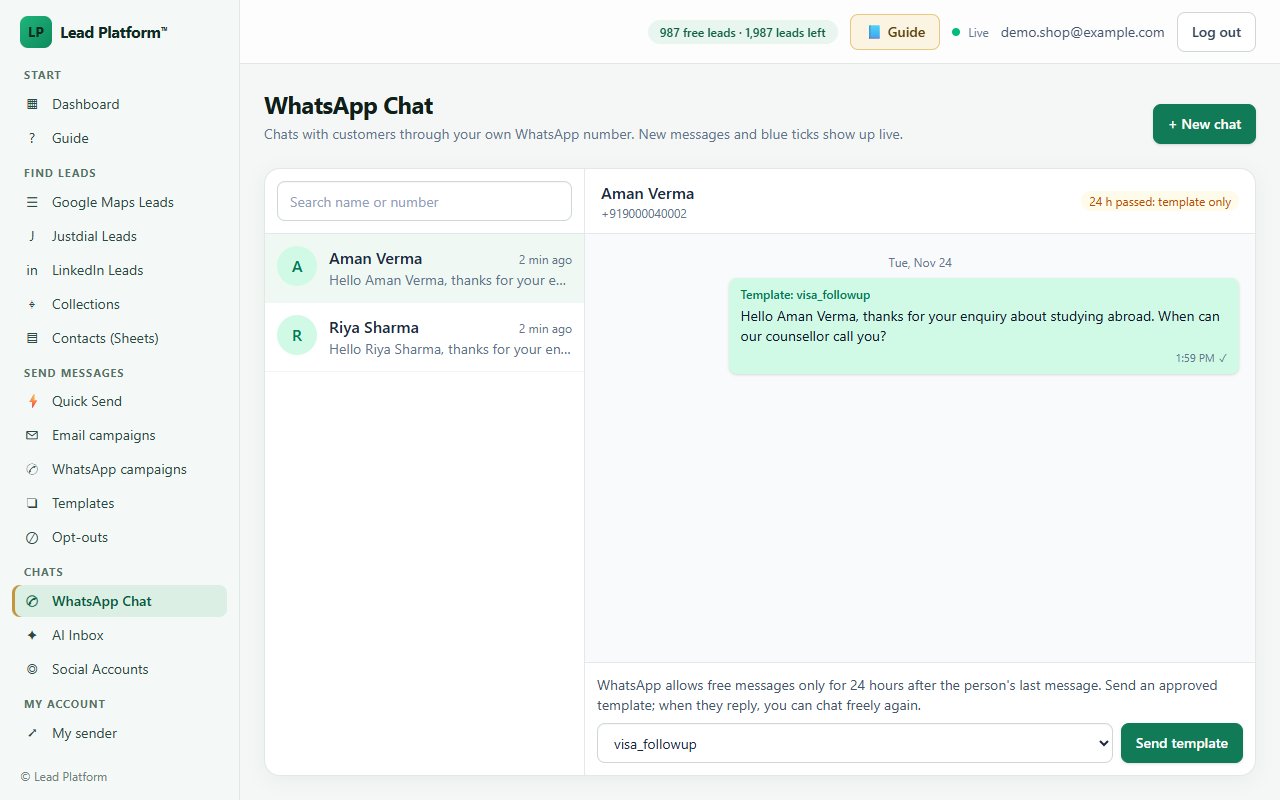 LP Lead Platform™
987 free leads · 1,987 leads left
Guide
Live
demo.shop@example.com
Log out
START
Dashboard
? Guide
FIND LEADS
Google Maps Leads
J Justdial Leads
in LinkedIn Leads
Collections
Contacts (Sheets)
SEND MESSAGES
Quick Send
Email campaigns
WhatsApp campaigns
Templates
Opt-outs
CHATS
WhatsApp Chat
AI Inbox
Social Accounts
MY ACCOUNT
My sender
© Lead Platform
WhatsApp Chat
Chats with customers through your own WhatsApp number. New messages and blue ticks show up live.
+ New chat
Search name or number
A
Aman Verma 2 min ago
Hello Aman Verma, thanks for your e...
R
Riya Sharma 2 min ago
Hello Riya Sharma, thanks for your en...
Aman Verma
+919000040002
24 h passed: template only
Tue, Nov 24
Template: visa_followup
Hello Aman Verma, thanks for your enquiry about studying abroad. When can
our counsellor call you?
1:59 PM ✓
WhatsApp allows free messages only for 24 hours after the person's last message. Send an approved
template; when they reply, you can chat freely again.
visa_followup
Send template